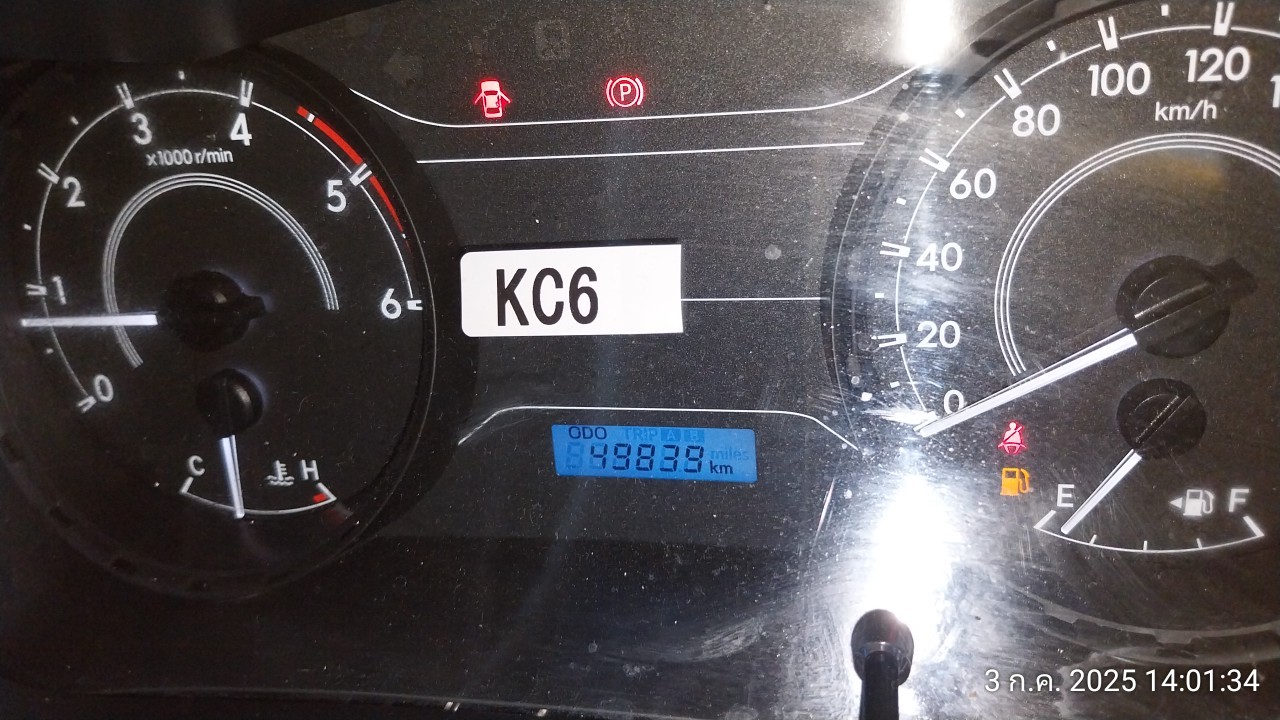 3
4
x1000 r/min
2
5
1
6
0
C
H
P
KC6
ODO TRIP A B
49839 miles
km
120
100
km/h
80
60
40
20
0
E
F
3 ก.ค. 2025 14:01:34